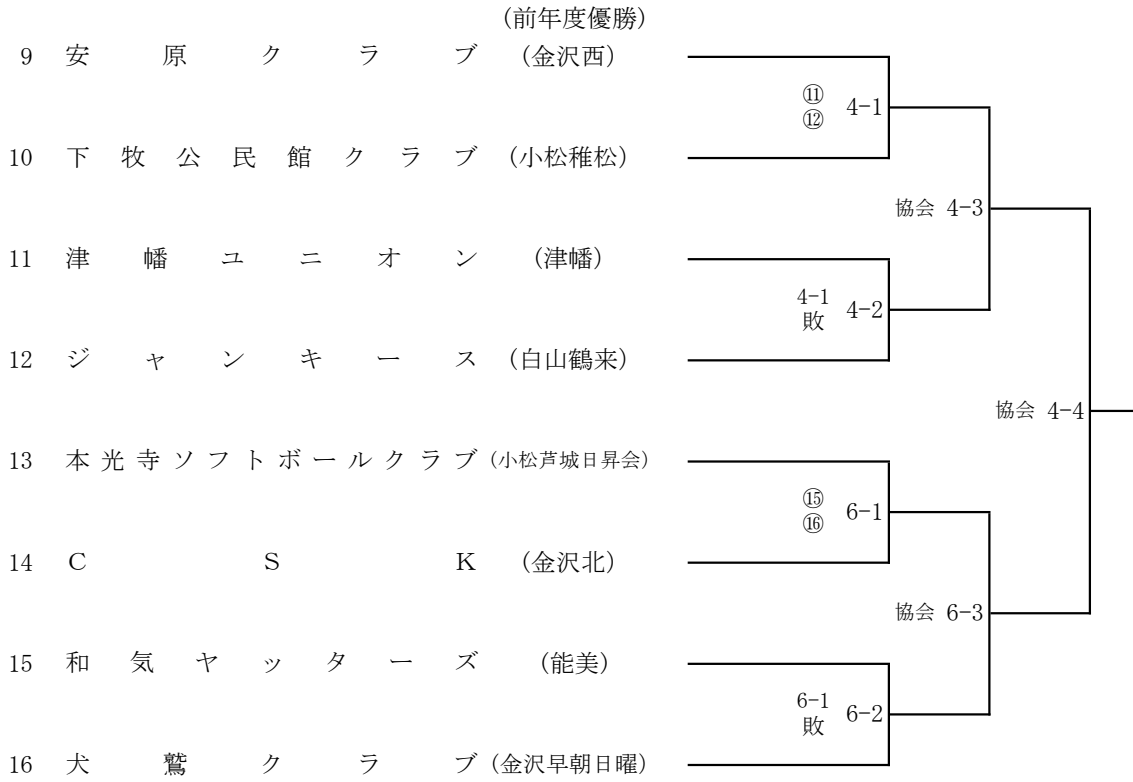 (前年度優勝)
9 安原クラブ (金沢西)
⑪ ⑫ 4-1
10 下牧公民館クラブ (小松稚松)
協会 4-3
11 津幡ユニオン (津幡)
4-1 敗 4-2
12 ジャンキース (白山鶴来)
協会 4-4
13 本光寺ソフトボールクラブ (小松芦城日昇会)
⑮ ⑯ 6-1
14 CSK (金沢北)
協会 6-3
15 和気ヤッターズ (能美)
6-1 敗 6-2
16 犬鷲クラブ (金沢早朝日曜)